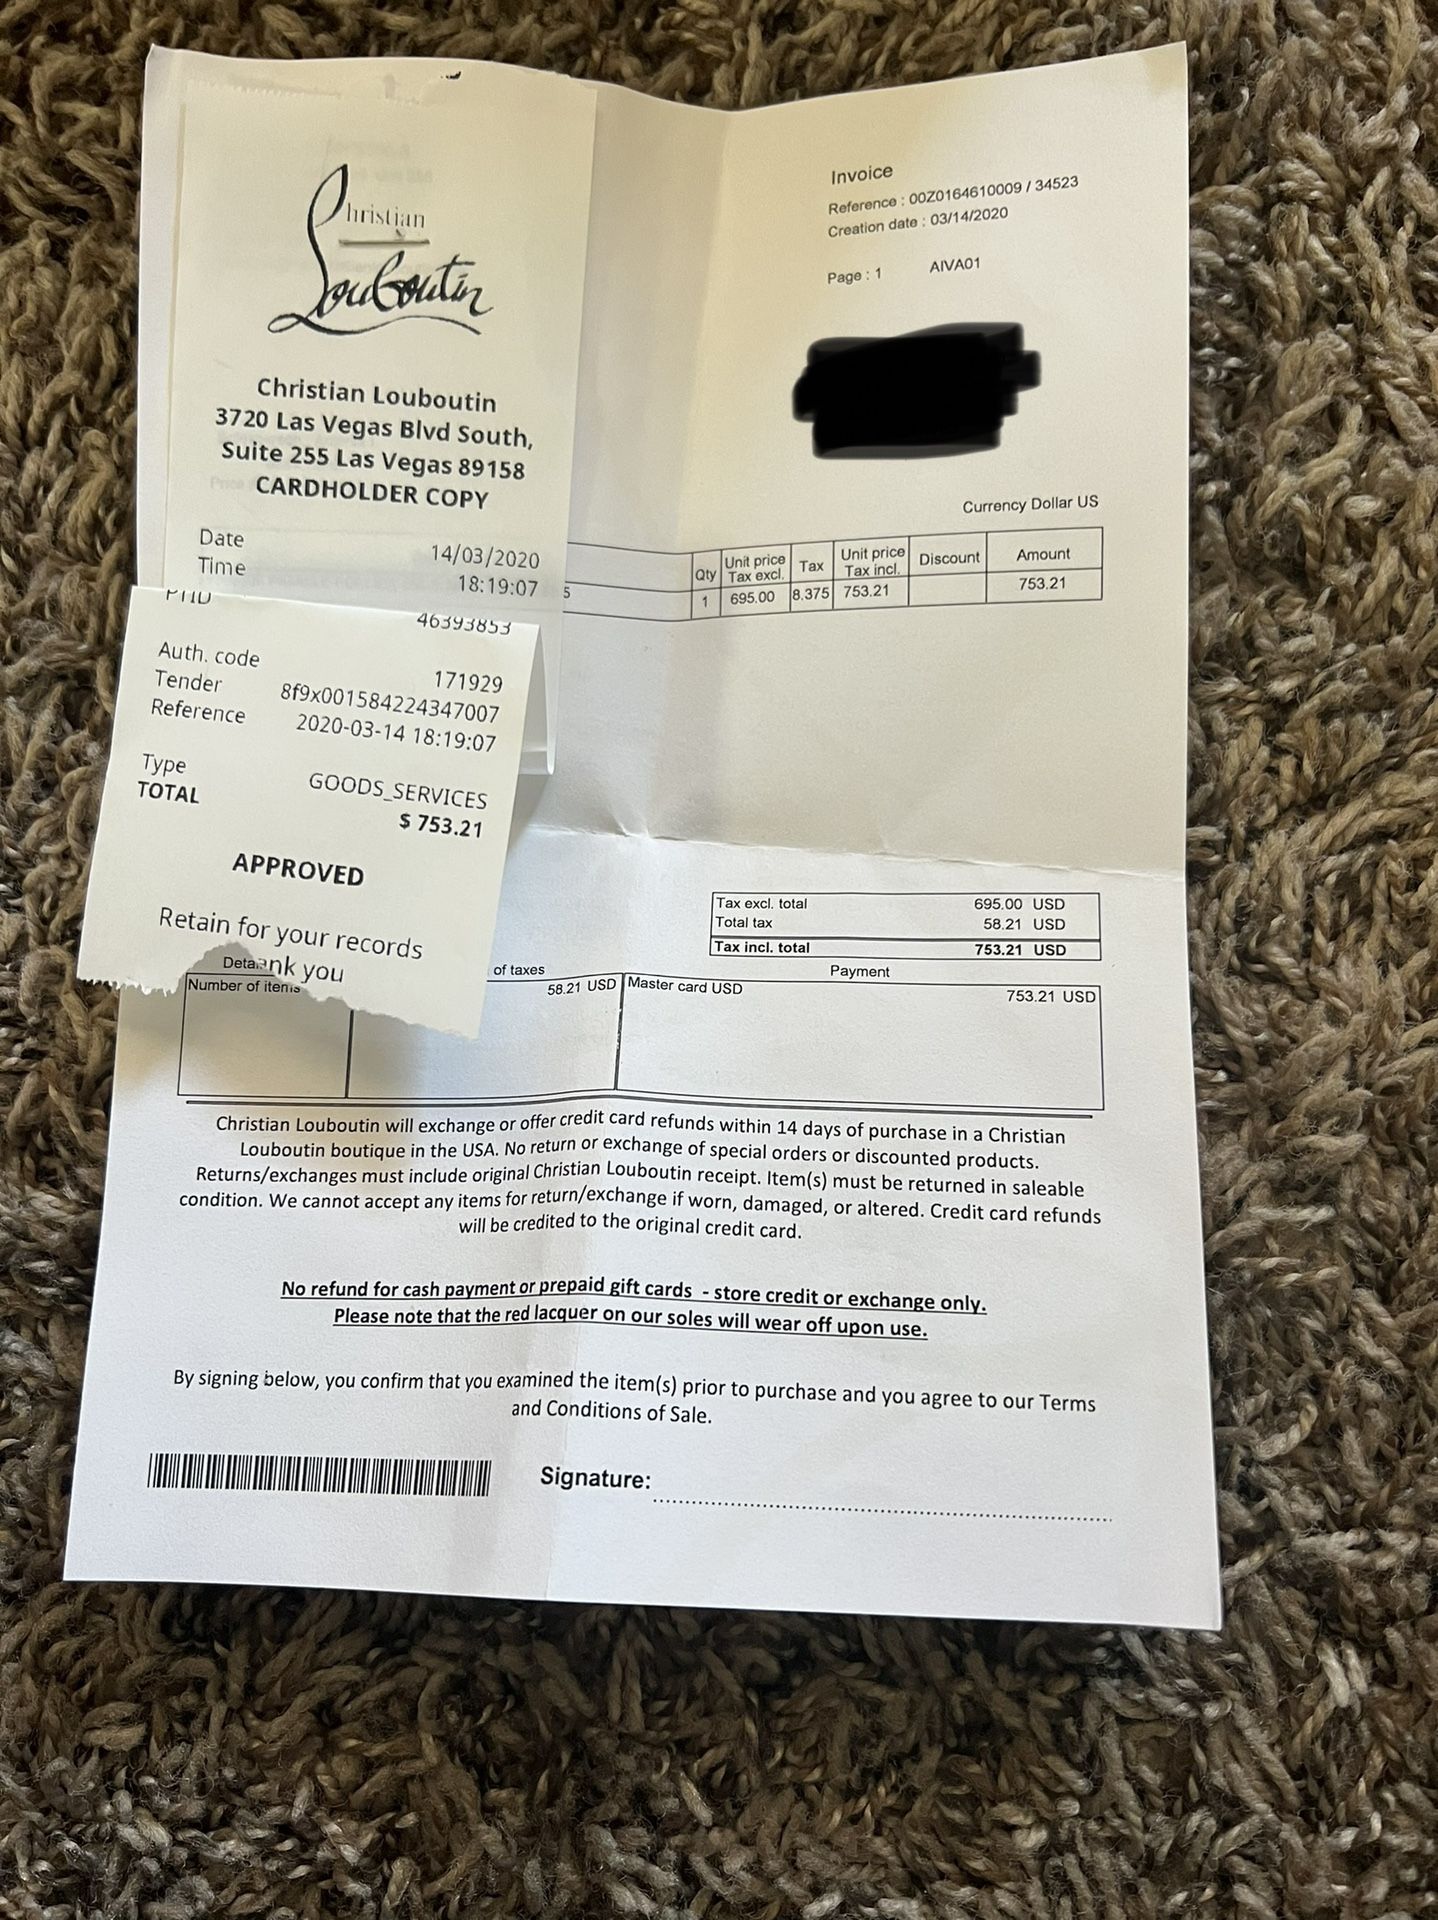 Christian
Louboutin
Christian Louboutin
3720 Las Vegas Blvd South,
Suite 255 Las Vegas 89158
CARDHOLDER COPY
Date 14/03/2020
Time 18:19:07
46393853
Auth. code 171929
Tender 8f9x001584224347007
Reference 2020-03-14 18:19:07
Type GOODS_SERVICES
TOTAL $ 753.21
APPROVED
Retain for your records
ank you
Invoice
Reference : 00Z0164610009 / 34523
Creation date : 03/14/2020
Page : 1 AIVA01
Currency Dollar US
Qty Unit price Tax excl. Tax Unit price Tax incl. Discount Amount
5 1 695.00 8.375 753.21 753.21
Tax excl. total 695.00 USD
Total tax 58.21 USD
Tax incl. total 753.21 USD
of taxes Payment
Number of items 58.21 USD Master card USD 753.21 USD
Christian Louboutin will exchange or offer credit card refunds within 14 days of purchase in a Christian
Louboutin boutique in the USA. No return or exchange of special orders or discounted products.
Returns/exchanges must include original Christian Louboutin receipt. Item(s) must be returned in saleable
condition. We cannot accept any items for return/exchange if worn, damaged, or altered. Credit card refunds
will be credited to the original credit card.
No refund for cash payment or prepaid gift cards - store credit or exchange only.
Please note that the red lacquer on our soles will wear off upon use.
By signing below, you confirm that you examined the item(s) prior to purchase and you agree to our Terms
and Conditions of Sale.
Signature: